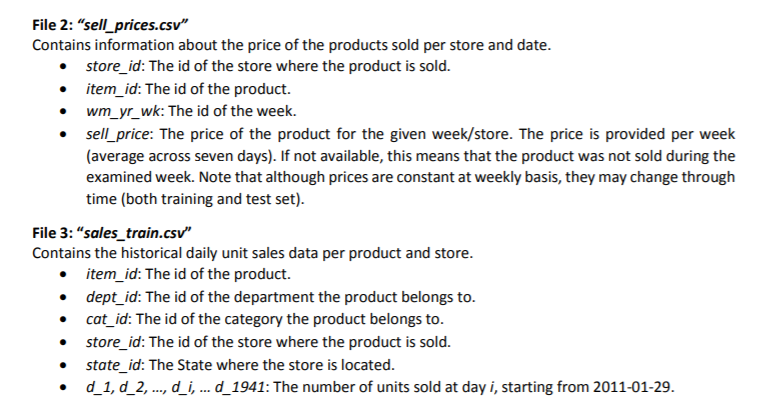 File 2: “sell_prices.csv”
Contains information about the price of the products sold per store and date.
• store_id: The id of the store where the product is sold.
• item_id: The id of the product.
• wm_yr_wk: The id of the week.
• sell_price: The price of the product for the given week/store. The price is provided per week
(average across seven days). If not available, this means that the product was not sold during the
examined week. Note that although prices are constant at weekly basis, they may change through
time (both training and test set).
File 3: “sales_train.csv”
Contains the historical daily unit sales data per product and store.
• item_id: The id of the product.
• dept_id: The id of the department the product belongs to.
• cat_id: The id of the category the product belongs to.
• store_id: The id of the store where the product is sold.
• state_id: The State where the store is located.
• d_1, d_2, …, d_i, … d_1941: The number of units sold at day i, starting from 2011-01-29.